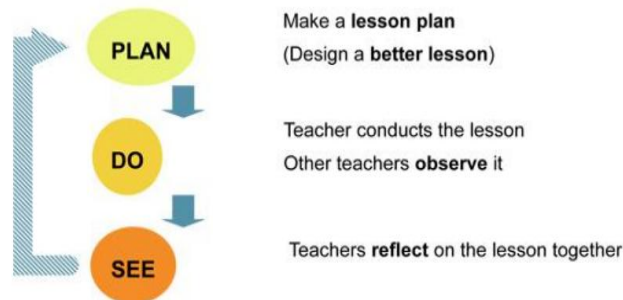 PLAN
Make a lesson plan
(Design a better lesson)
DO
Teacher conducts the lesson
Other teachers observe it
SEE
Teachers reflect on the lesson together